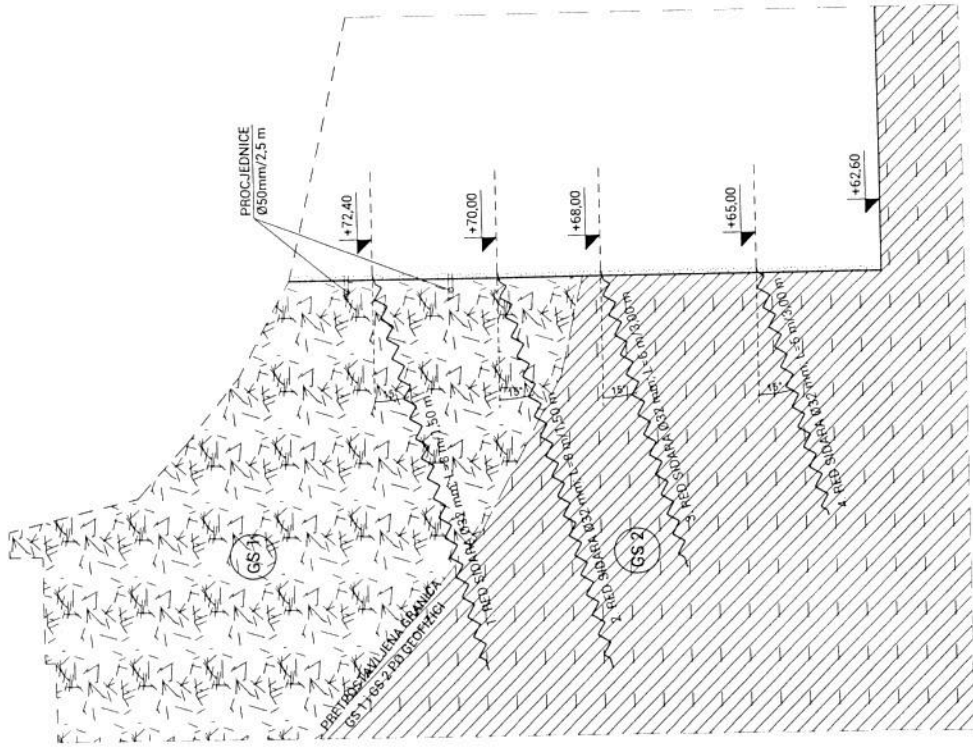 PROCJEDNICE
Ø50mm/2,5 m
+72,40
+70,00
+68,00
+65,00
+62,60
15°
15°
15°
15°
1 RED SIDARA Ø32 mm, L=8 m/1,50 m
2 RED SIDARA Ø32 mm, L=8 m/1,50 m
3 RED SIDARA Ø32 mm, L=6 m/3,00 m
4 RED SIDARA Ø32 mm, L=5 m/3,00 m
GS 1
GS 2
PRETPOSTAVLJENA GRANICA
GS 1 i GS 2 PO GEOFIZICI